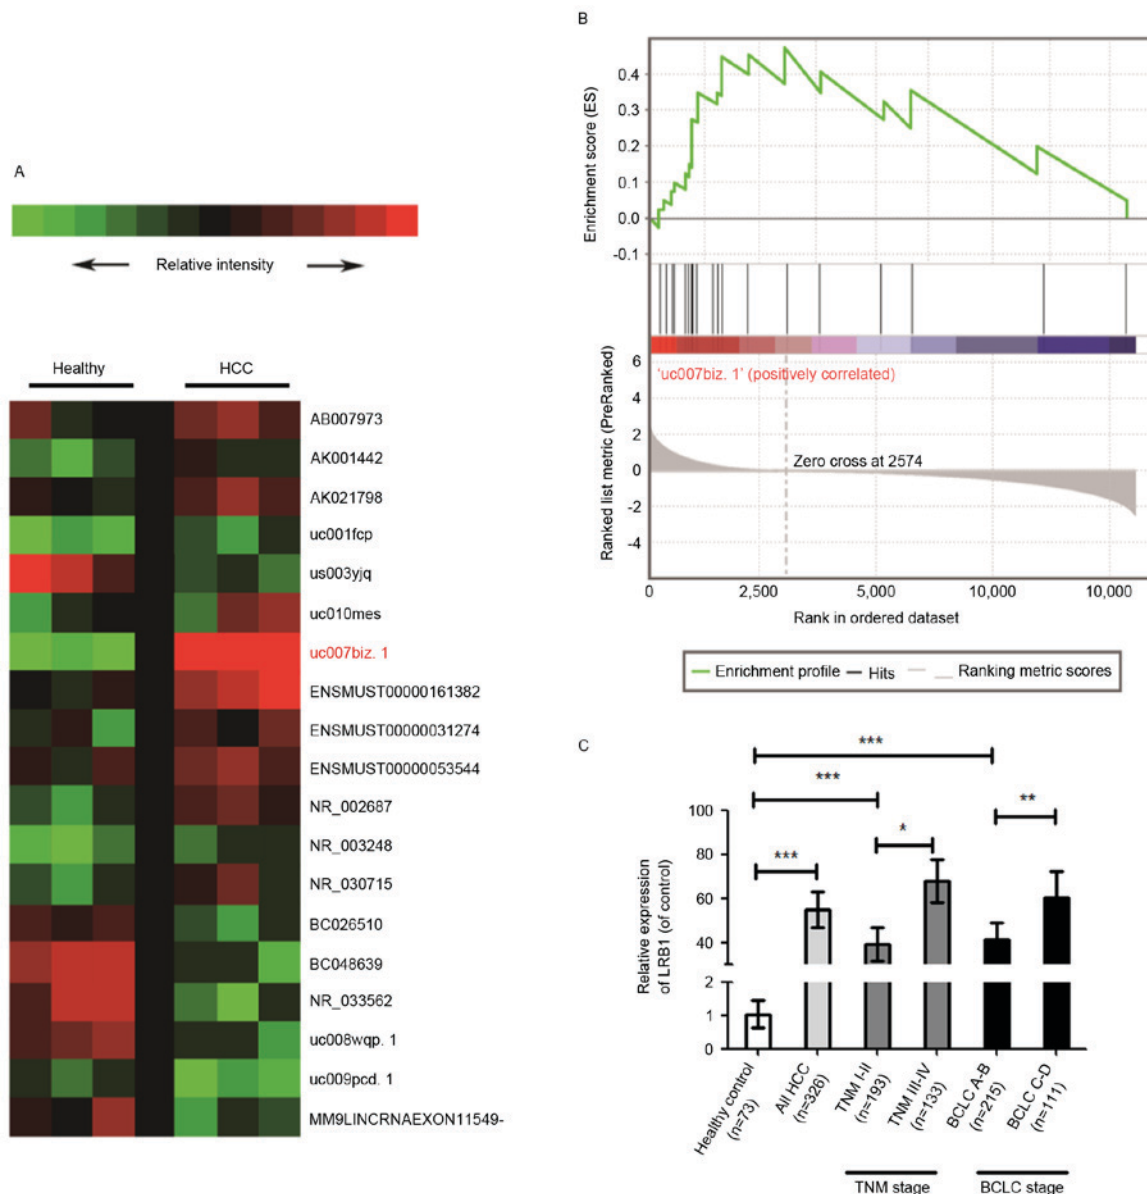 A
Relative intensity
Healthy HCC
AB007973
AK001442
AK021798
uc001fcp
us003yjq
uc010mes
uc007biz. 1
ENSMUST00000161382
ENSMUST00000031274
ENSMUST00000053544
NR_002687
NR_003248
NR_030715
BC026510
BC048639
NR_033562
uc008wqp. 1
uc009pcd. 1
MM9LINCRNAEXON11549-
B
Enrichment score (ES)
0.4
0.3
0.2
0.1
0.0
-0.1
Ranked list metric (PreRanked)
6
4
2
0
-2
-4
'uc007biz. 1' (positively correlated)
Zero cross at 2574
0 2,500 5,000 10,000 10,000
Rank in ordered dataset
Enrichment profile Hits Ranking metric scores
C
Relative expression
of LRB1 (of control)
100
80
60
40
2
1
0
***
***
***
*
**
Healthy control
(n=73)
All HCC
(n=326)
TNM I-II
(n=193)
TNM III-IV
(n=133)
BCLC A-B
(n=215)
BCLC C-D
(n=111)
TNM stage BCLC stage